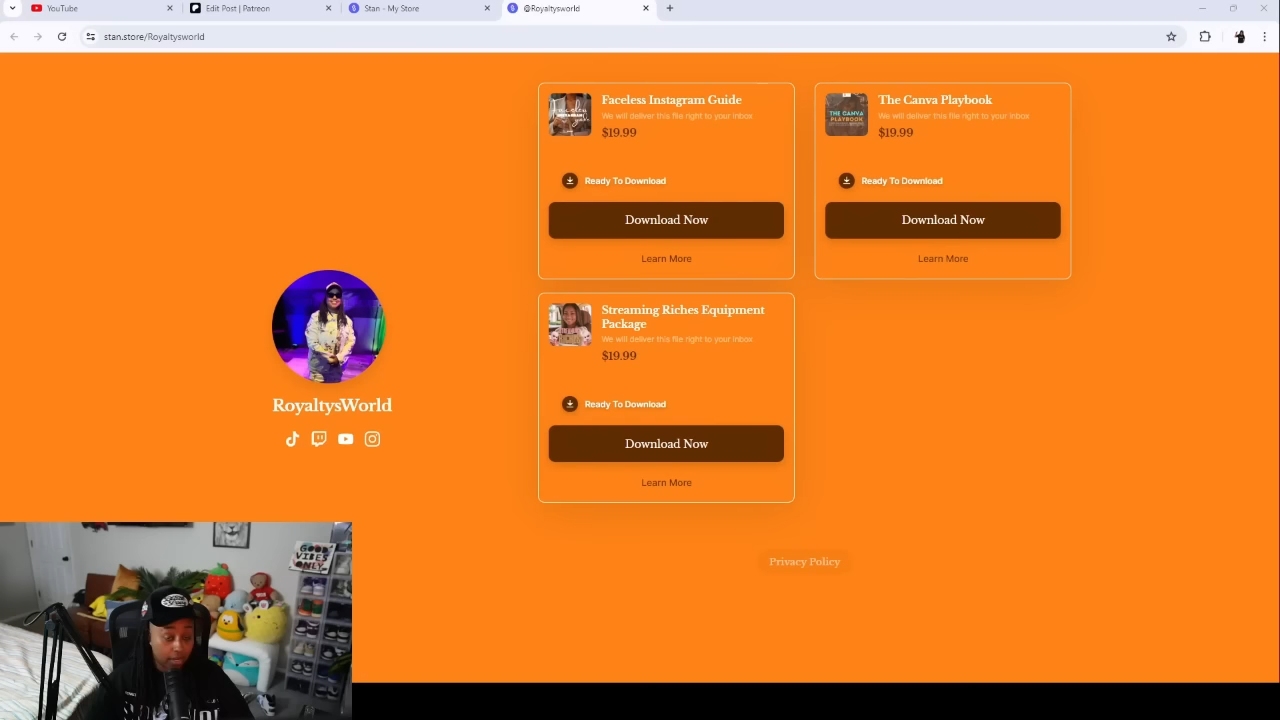 YouTube
Edit Post | Patreon
Stan - My Store
@Royaltysworld
stan.store/Royaltysworld
Faceless Instagram Guide
We will deliver this file right to your inbox
$19.99
Ready To Download
Download Now
Learn More
THE CANVA
PLAYBOOK
The Canva Playbook
We will deliver this file right to your inbox
$19.99
Ready To Download
Download Now
Learn More
Streaming Riches Equipment
Package
We will deliver this file right to your inbox
$19.99
Ready To Download
Download Now
Learn More
RoyaltysWorld
Privacy Policy
GOOD
VIBES
ONLY